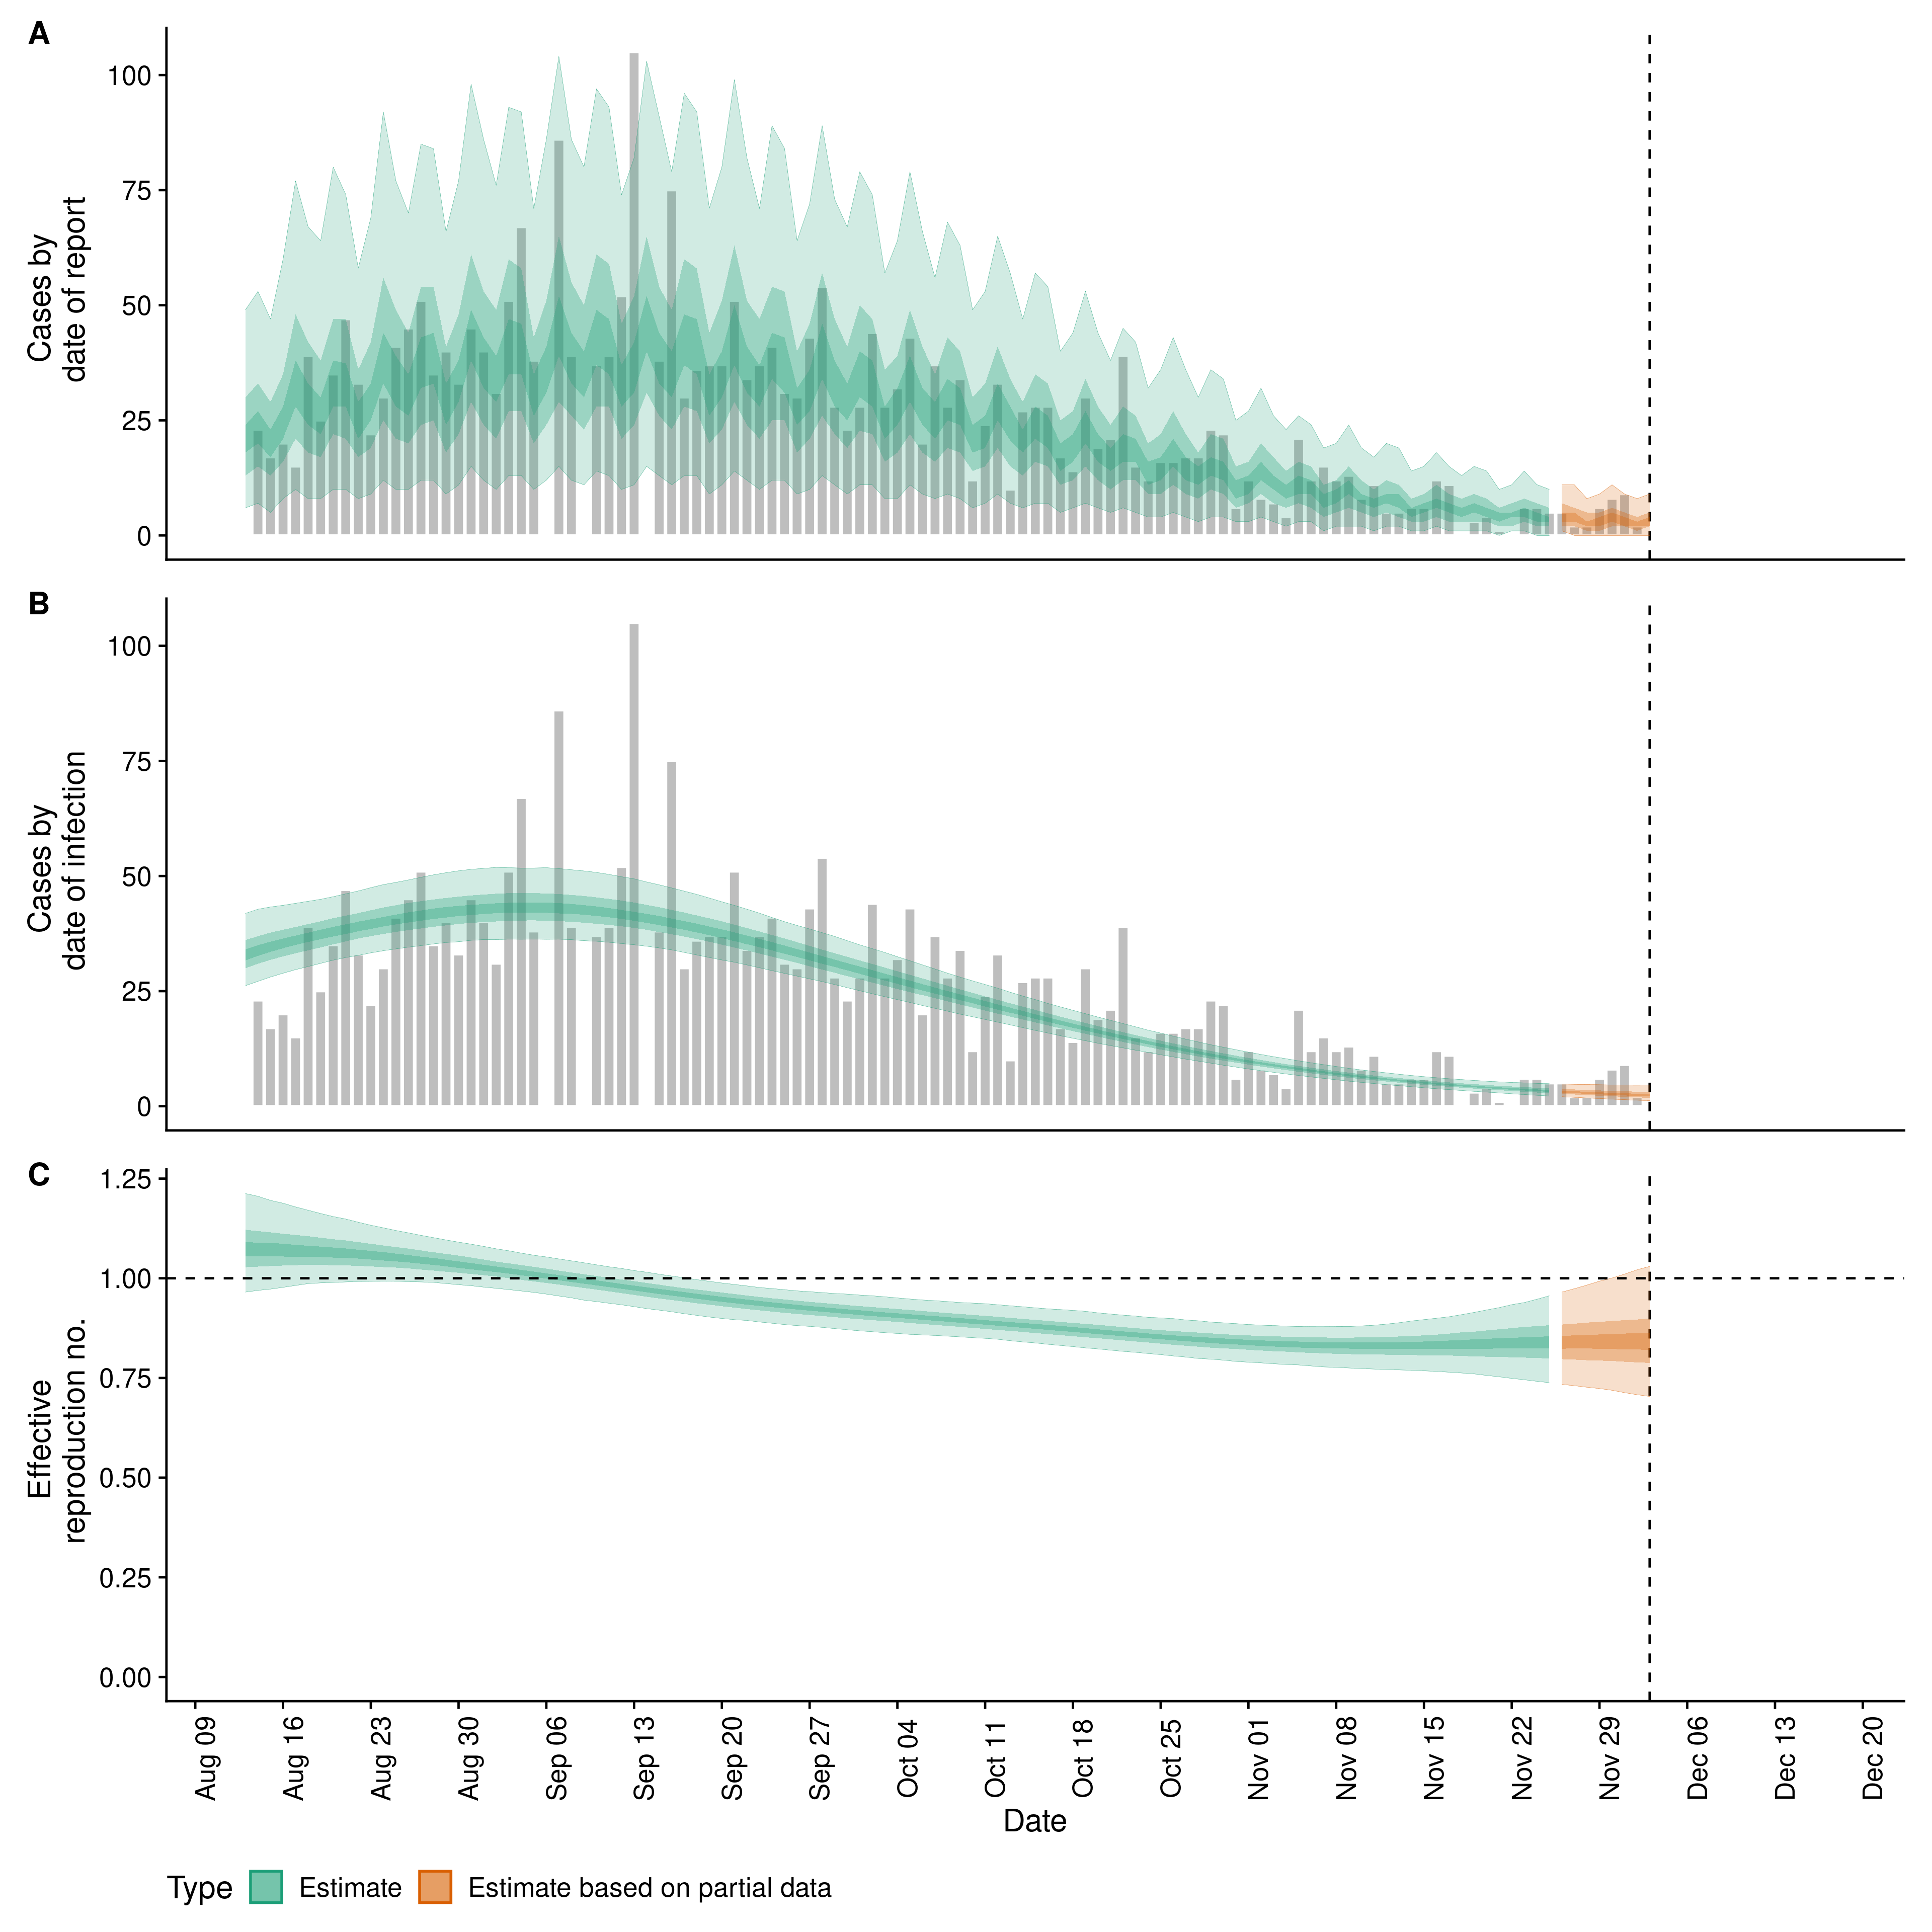 A
100
75
50
25
0
Cases by
date of report
B
100
75
50
25
0
Cases by
date of infection
C
1.25
1.00
0.75
0.50
0.25
0.00
Effective
reproduction no.
Aug 09
Aug 16
Aug 23
Aug 30
Sep 06
Sep 13
Sep 20
Sep 27
Oct 04
Oct 11
Oct 18
Oct 25
Nov 01
Nov 08
Nov 15
Nov 22
Nov 29
Dec 06
Dec 13
Dec 20
Date
Type Estimate Estimate based on partial data